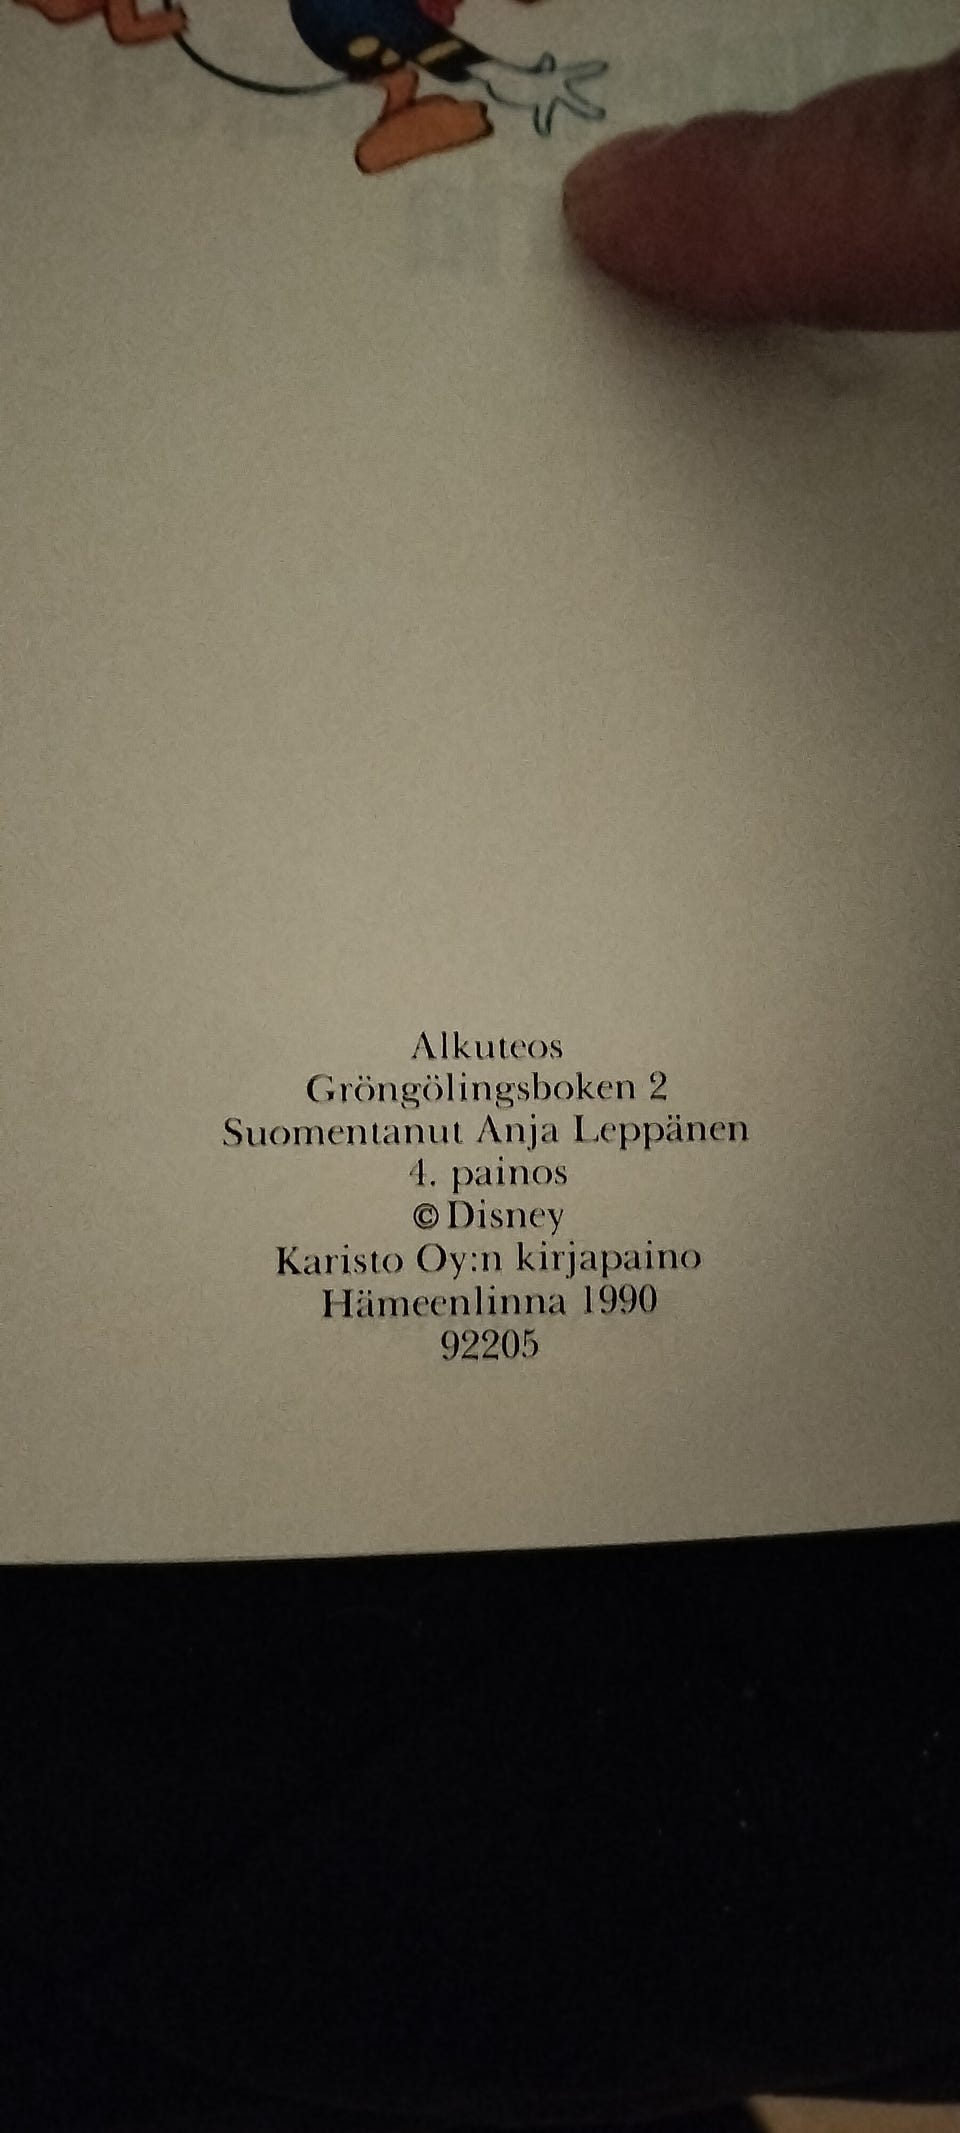 Alkuteos
Gröngölingsboken 2
Suomentanut Anja Leppänen
4. painos
© Disney
Karisto Oy:n kirjapaino
Hämeenlinna 1990
92205